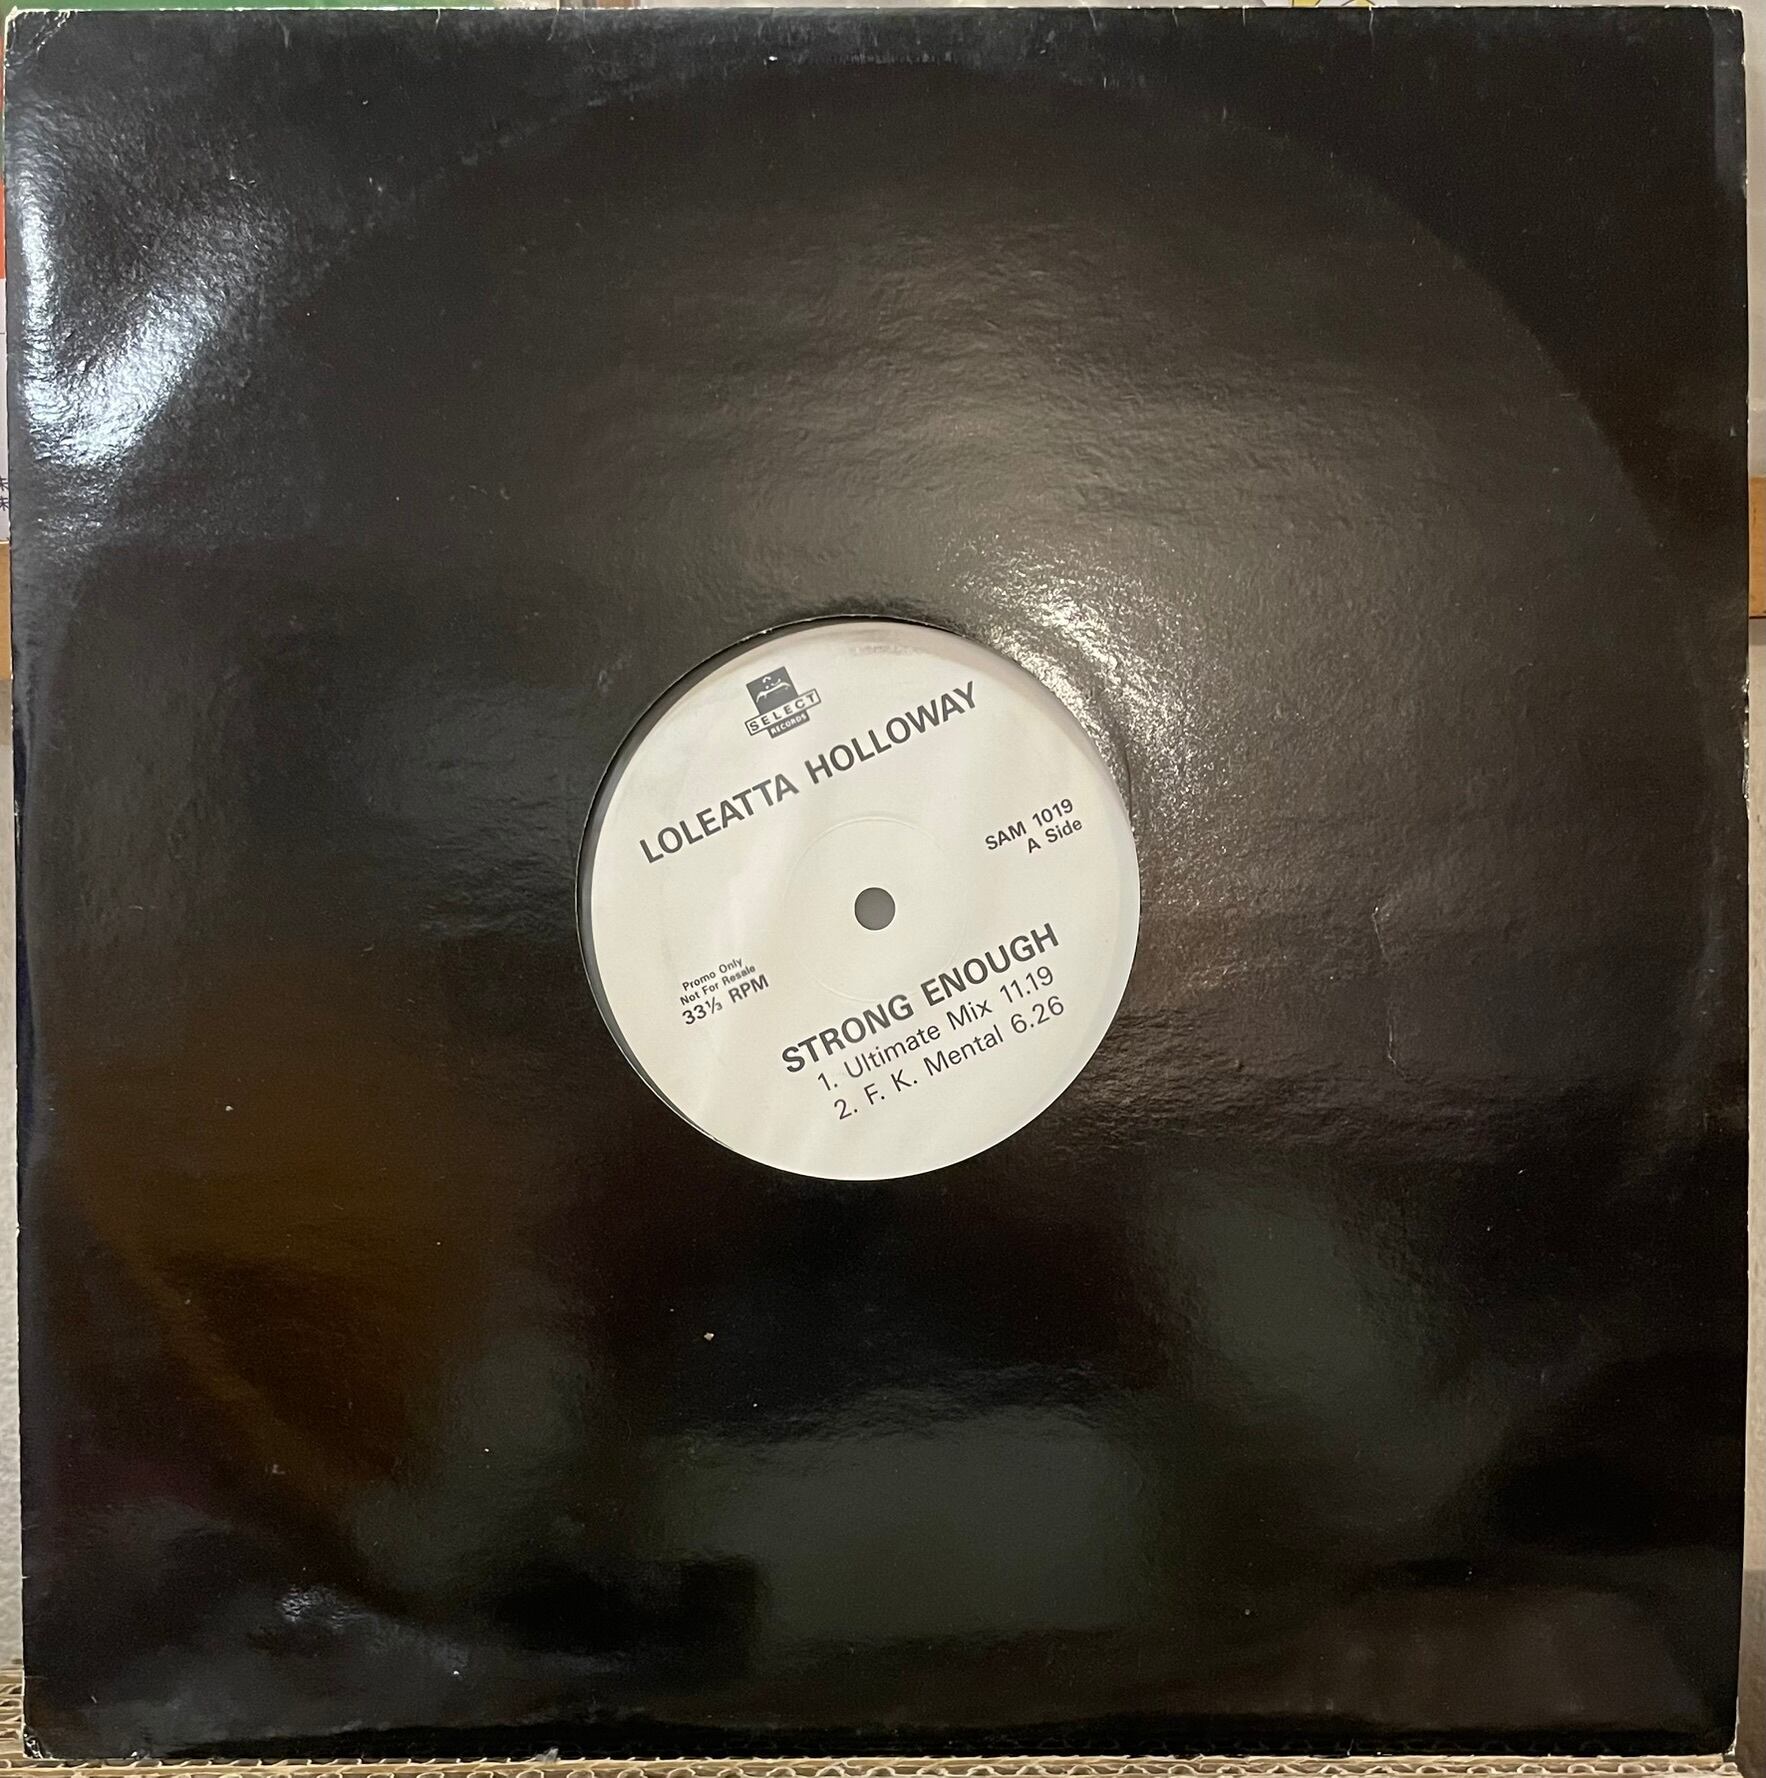 SELECT
RECORDS
LOLEATTA HOLLOWAY
SAM 1019
A Side
Promo Only
Not For Resale
33⅓ RPM
STRONG ENOUGH
1. Ultimate Mix 11.19
2. F. K. Mental 6.26